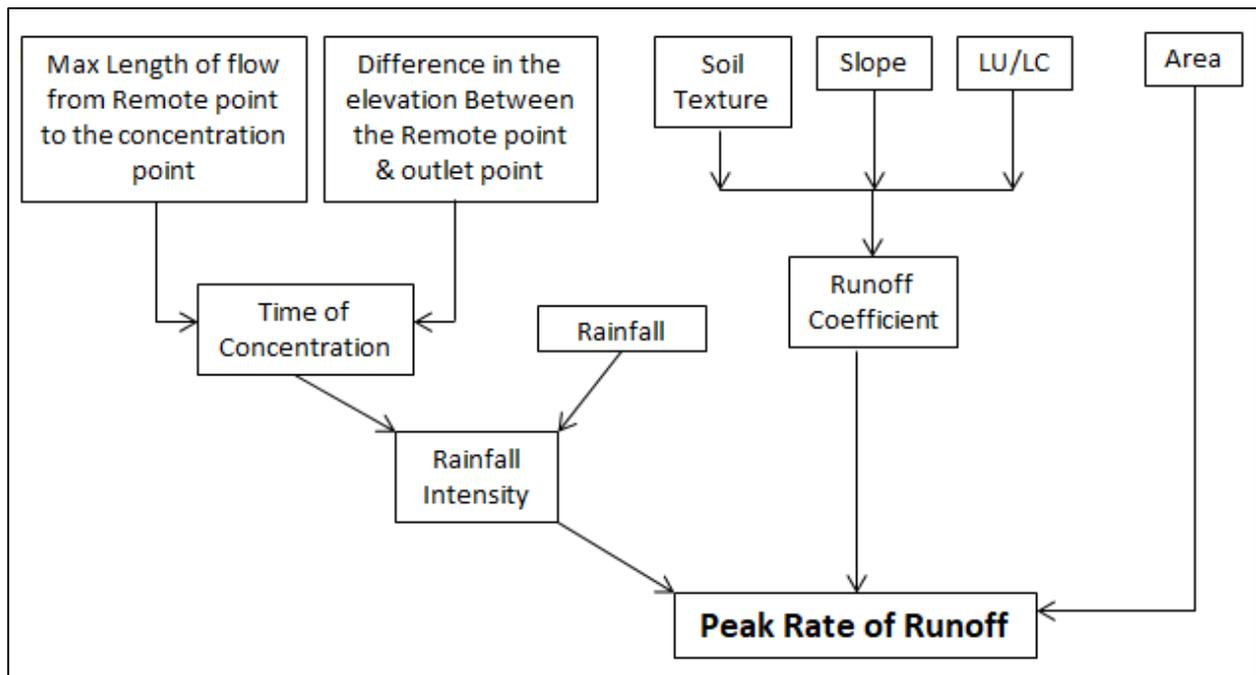 Max Length of flow
from Remote point
to the concentration
point
Difference in the
elevation Between
the Remote point
& outlet point
Soil
Texture
Slope
LU/LC
Area
Time of
Concentration
Rainfall
Runoff
Coefficient
Rainfall
Intensity
Peak Rate of Runoff